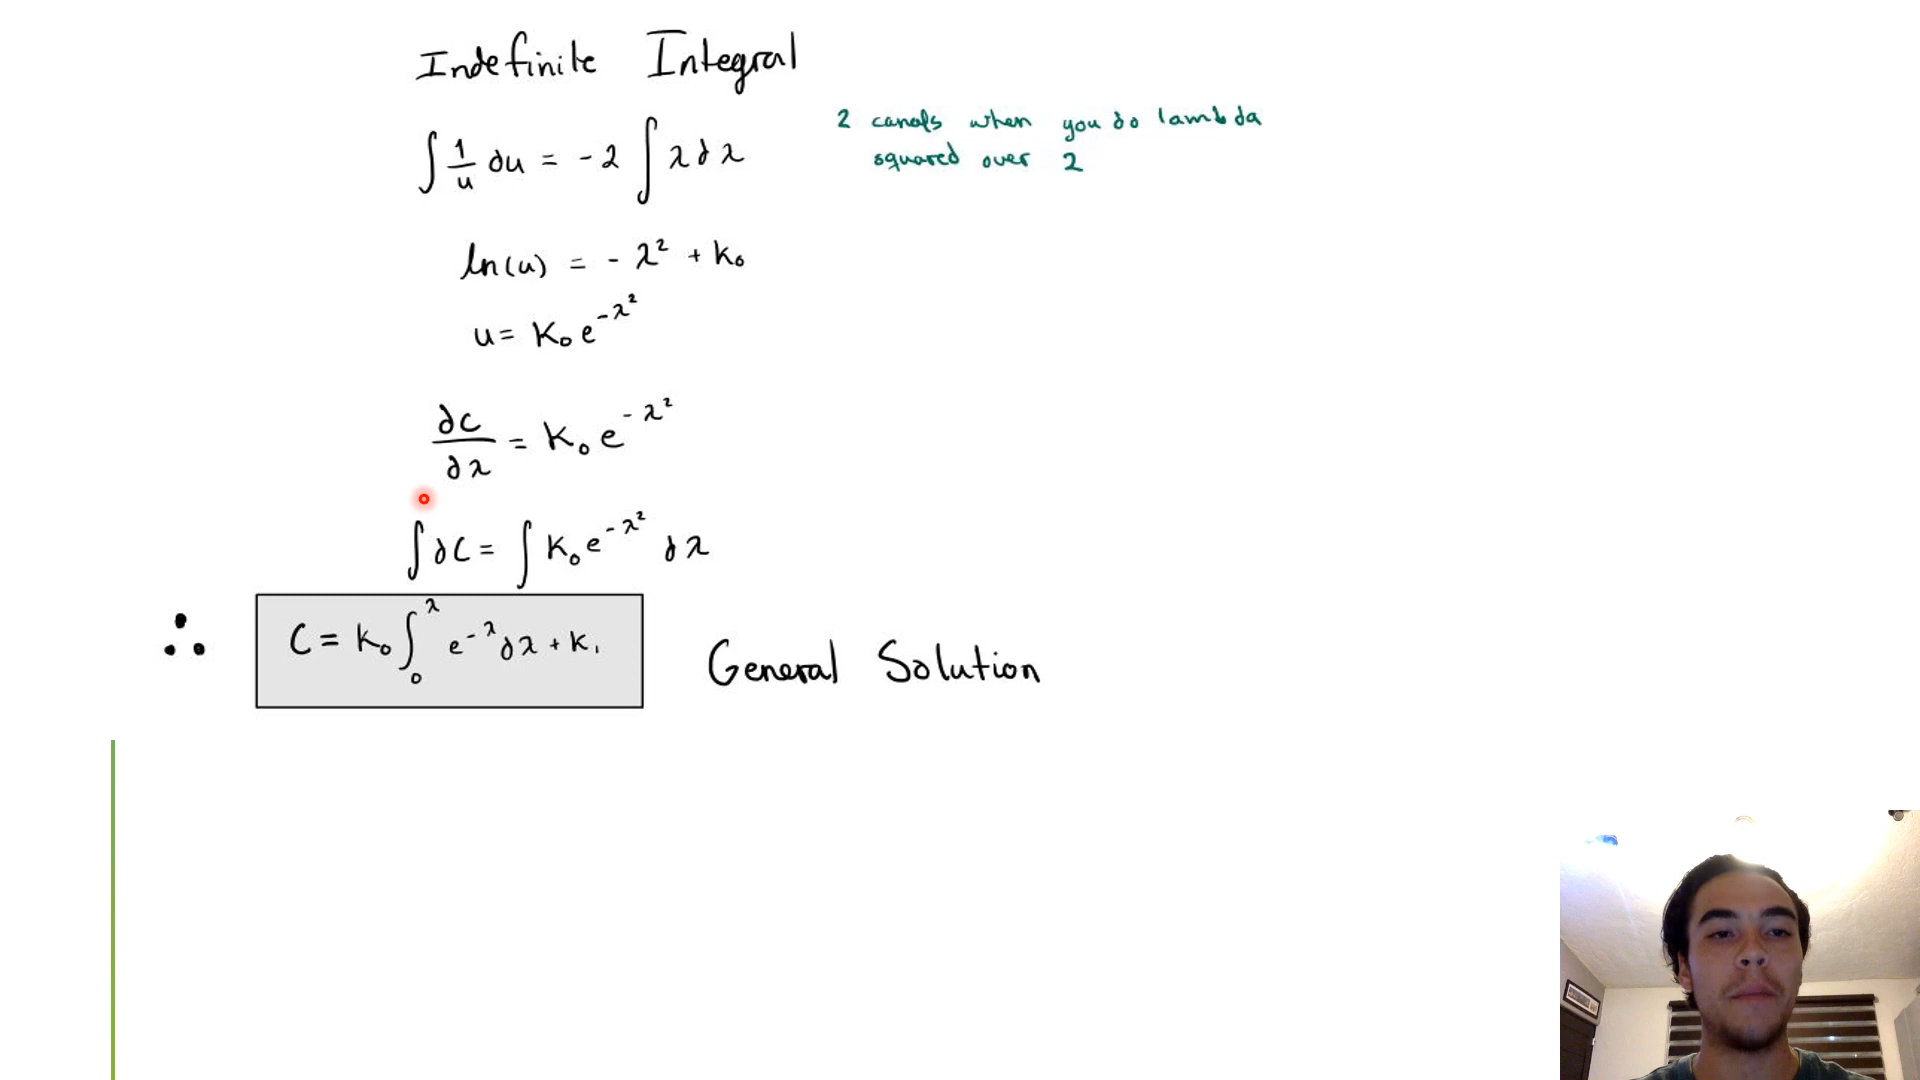 Indefinite Integral
∫ 1/u ∂u = -2 ∫ λ∂λ
2 cancels when you do lambda
squared over 2
ln(u) = - λ² + k₀
u = K₀ e^-λ²
∂C/∂λ = K₀ e^-λ²
∫∂C = ∫ K₀ e^-λ² ∂λ
∴ C = K₀ ∫₀^λ e^-λ ∂λ + K₁ General Solution